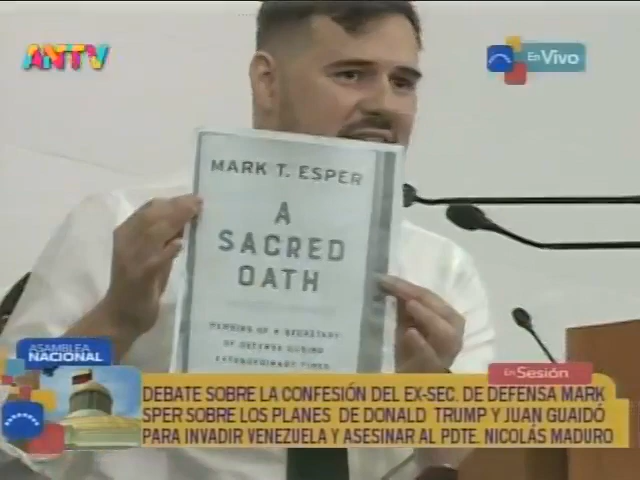 ANTV
En Vivo
MARK T. ESPER
A
SACRED
OATH
MEMOIRS OF A SECRETARY
OF DEFENSE DURING
EXTRAORDINARY TIMES
ASAMBLEA
NACIONAL
En Sesión
DEBATE SOBRE LA CONFESIÓN DEL EX-SEC. DE DEFENSA MARK
SPER SOBRE LOS PLANES DE DONALD TRUMP Y JUAN GUAIDÓ
PARA INVADIR VENEZUELA Y ASESINAR AL PDTE. NICOLÁS MADURO